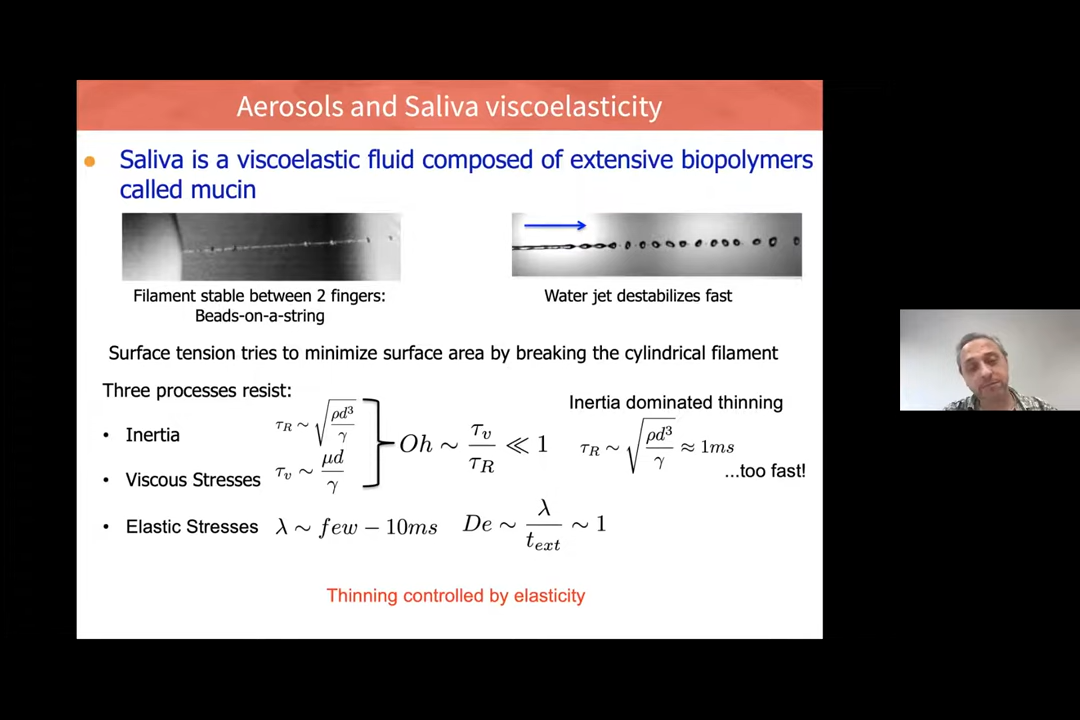 Aerosols and Saliva viscoelasticity
• Saliva is a viscoelastic fluid composed of extensive biopolymers
called mucin
Filament stable between 2 fingers:
Beads-on-a-string
Water jet destabilizes fast
Surface tension tries to minimize surface area by breaking the cylindrical filament
Three processes resist:
• Inertia τ_R ~ √(ρd³/γ)
• Viscous Stresses τ_v ~ μd/γ
Oh ~ τ_v/τ_R ≪ 1
Inertia dominated thinning
τ_R ~ √(ρd³/γ) ≈ 1ms
...too fast!
• Elastic Stresses λ ~ few − 10ms De ~ λ/t_ext ~ 1
Thinning controlled by elasticity